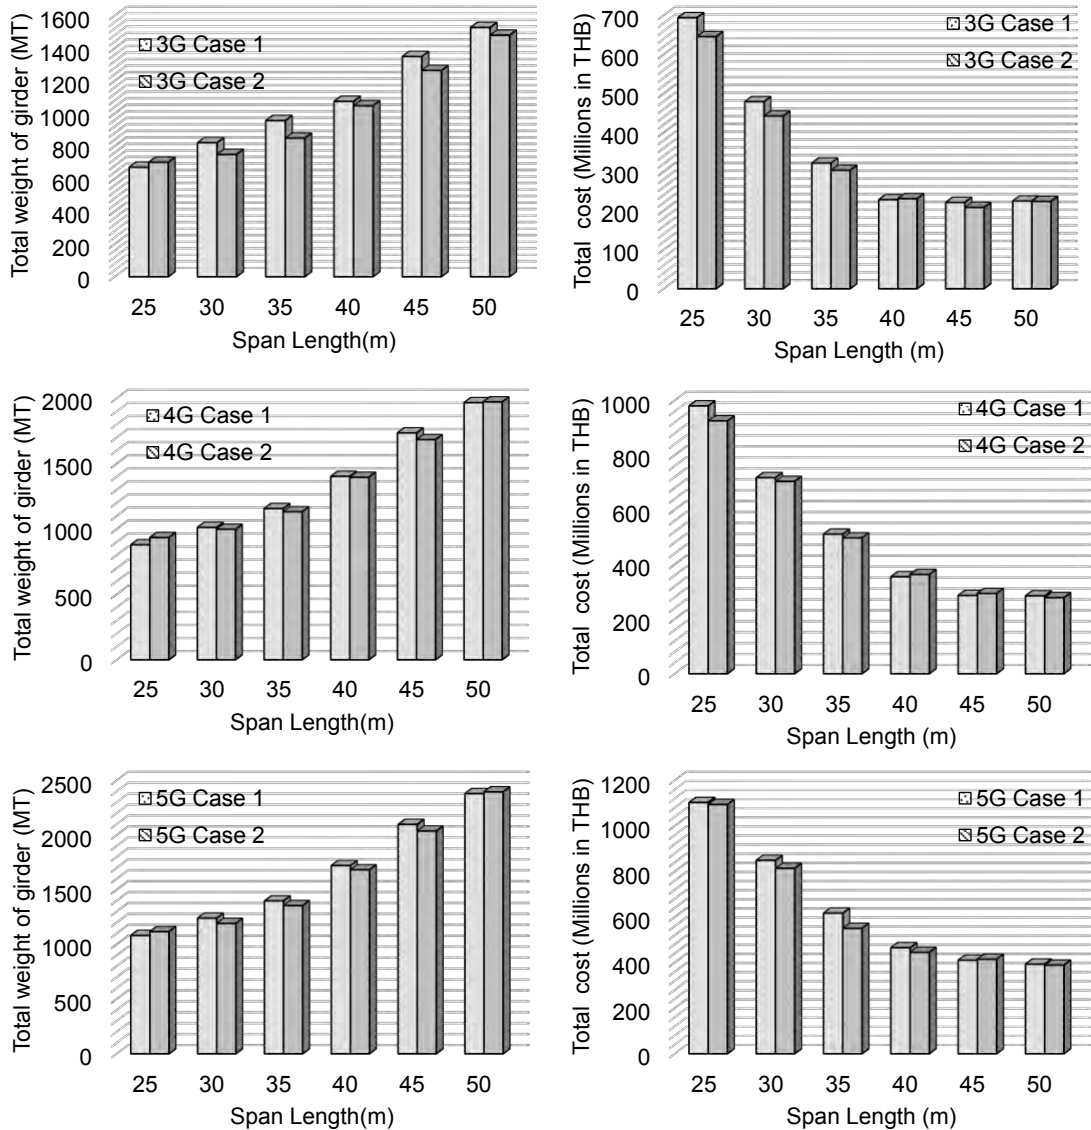 Total weight of girder (MT)
1600
1400
1200
1000
800
600
400
200
0
3G Case 1
3G Case 2
25 30 35 40 45 50
Span Length(m)
Total cost (Millions in THB)
700
600
500
400
300
200
100
0
3G Case 1
3G Case 2
25 30 35 40 45 50
Span Length (m)
Total weight of girder (MT)
2000
1500
1000
500
0
4G Case 1
4G Case 2
25 30 35 40 45 50
Span Length(m)
Total cost (Millions in THB)
1000
800
600
400
200
0
4G Case 1
4G Case 2
25 30 35 40 45 50
Span Length (m)
Total weight of girder (MT)
2500
2000
1500
1000
500
0
5G Case 1
5G Case 2
25 30 35 40 45 50
Span Length(m)
Total cost (Millions in THB)
1200
1000
800
600
400
200
0
5G Case 1
5G Case 2
25 30 35 40 45 50
Span Length (m)